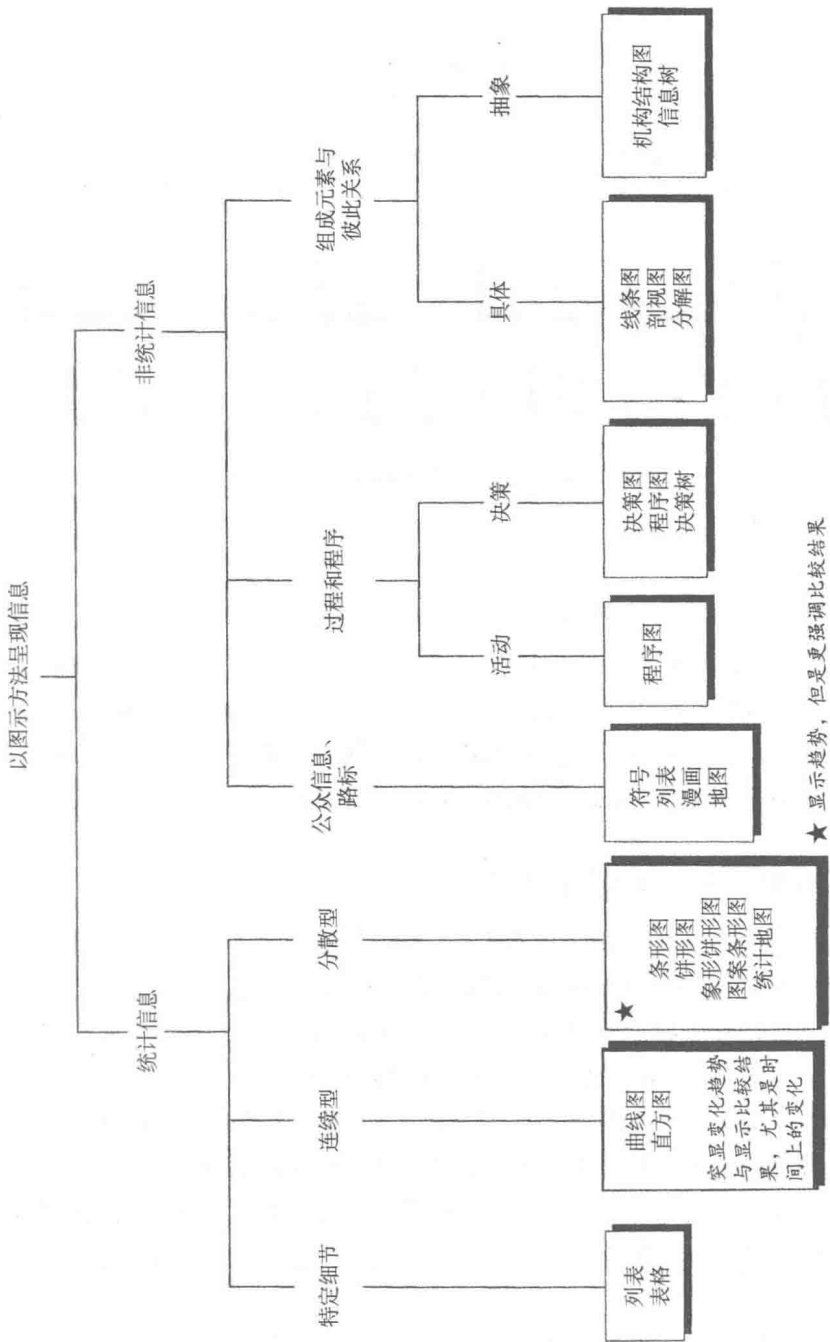 以图示方法呈现信息
统计信息
非统计信息
特定细节
连续型
分散型
公众信息、
路标
过程和程序
组成元素与
彼此关系
活动
决策
具体
抽象
列表
表格
曲线图
直方图
突显变化趋势
与显示比较结
果，尤其是时
间上的变化
★
条形图
饼形图
象形饼形图
图案条形图
统计地图
符号
列表
漫画
地图
程序图
决策图
程序图
决策树
线条图
剖视图
分解图
机构结构图
信息树
★ 显示趋势，但是更强调比较结果